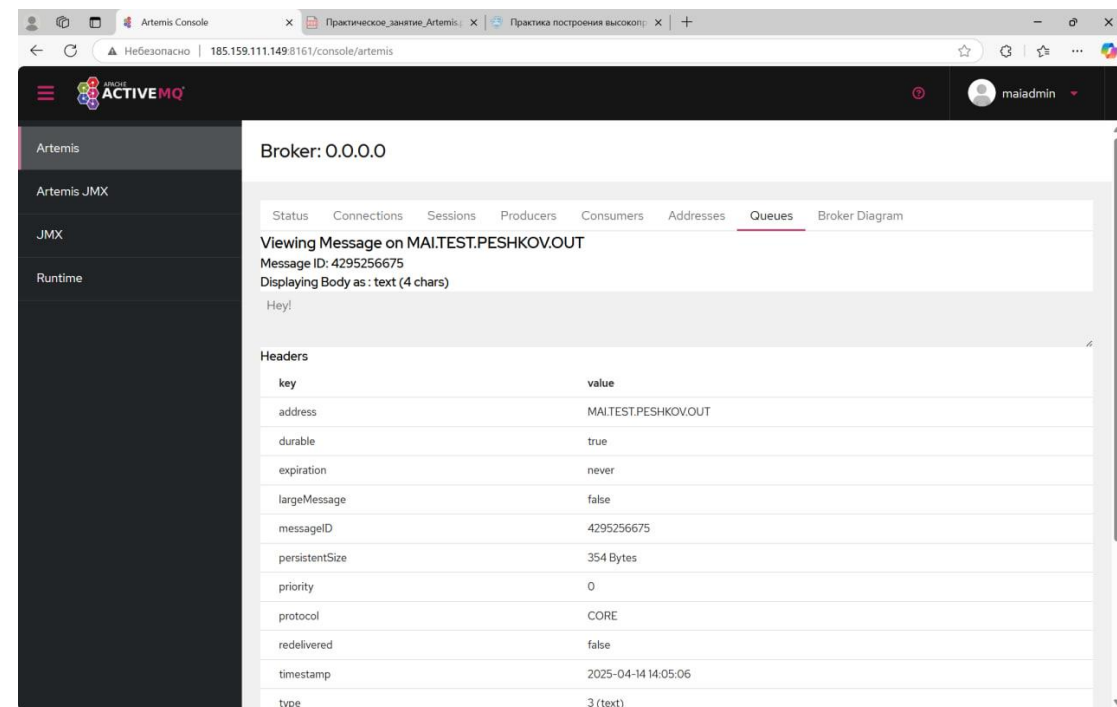 Artemis Console
Практическое_занятие_Artemis.
Практика построения высокопр
Небезопасно
185.159.111.149:8161/console/artemis
APACHE
ACTIVEMQ
maiadmin
Artemis
Artemis JMX
JMX
Runtime
Broker: 0.0.0.0
Status Connections Sessions Producers Consumers Addresses Queues Broker Diagram
Viewing Message on MAI.TEST.PESHKOV.OUT
Message ID: 4295256675
Displaying Body as : text (4 chars)
Hey!
Headers
key value
address MAI.TEST.PESHKOV.OUT
durable true
expiration never
largeMessage false
messageID 4295256675
persistentSize 354 Bytes
priority 0
protocol CORE
redelivered false
timestamp 2025-04-14 14:05:06
type 3 (text)